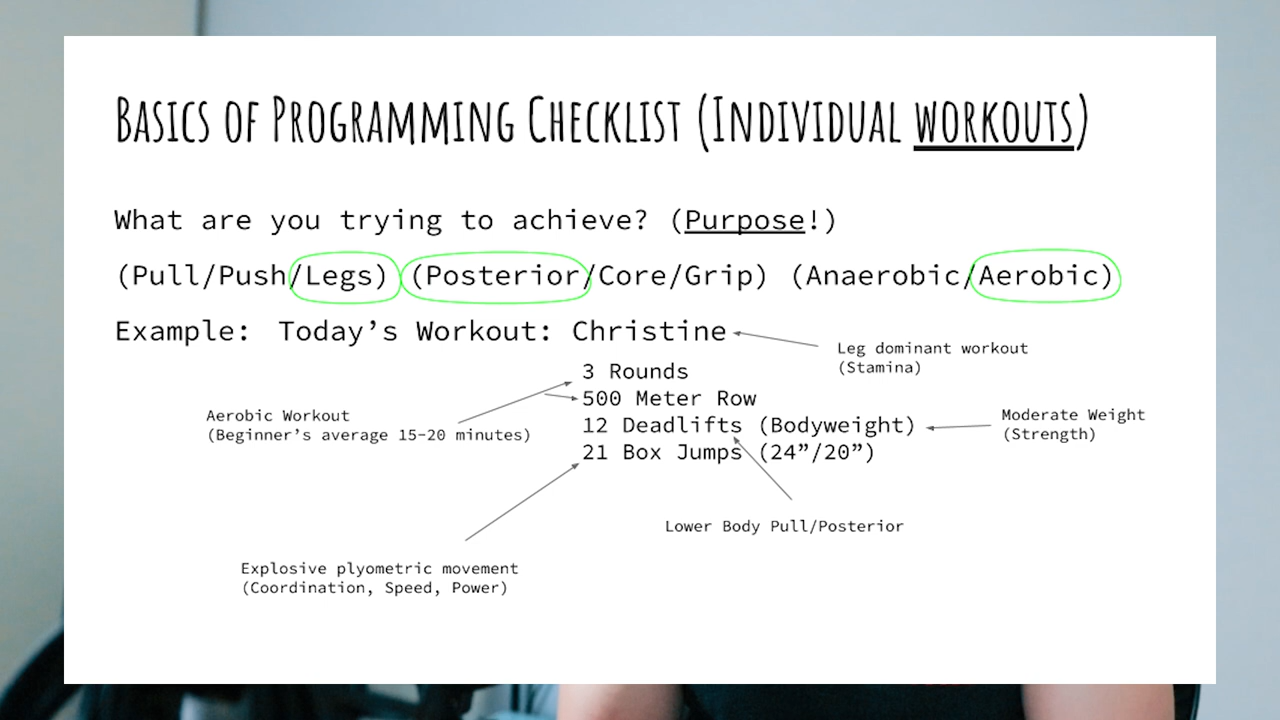 Basics of Programming Checklist (Individual workouts)
What are you trying to achieve? (Purpose!)
(Pull/Push/Legs) (Posterior/Core/Grip) (Anaerobic/Aerobic)
Example: Today’s Workout: Christine
Leg dominant workout
(Stamina)
3 Rounds
500 Meter Row
12 Deadlifts (Bodyweight)
21 Box Jumps (24”/20”)
Aerobic Workout
(Beginner’s average 15-20 minutes)
Moderate Weight
(Strength)
Lower Body Pull/Posterior
Explosive plyometric movement
(Coordination, Speed, Power)